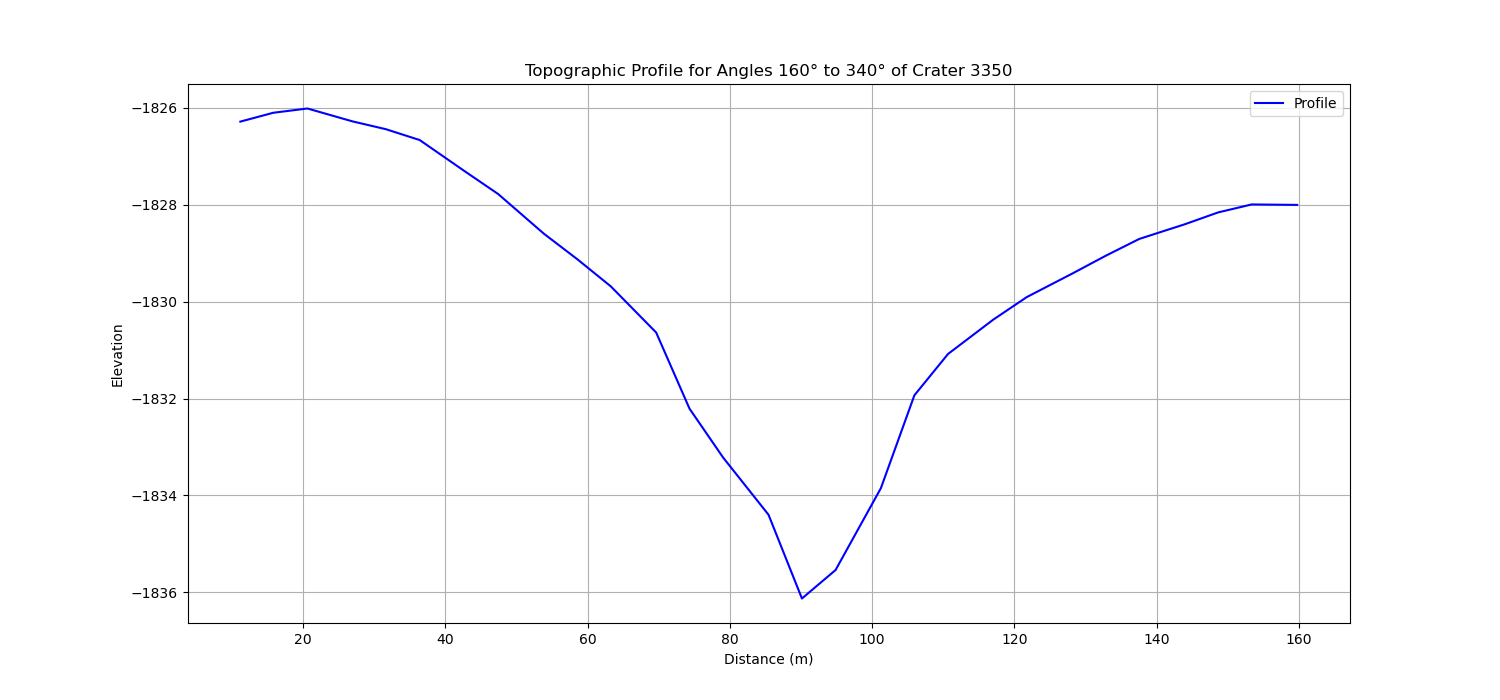 Topographic Profile for Angles 160° to 340° of Crater 3350
Profile
−1826
−1828
−1830
−1832
−1834
−1836
Elevation
20 40 60 80 100 120 140 160
Distance (m)